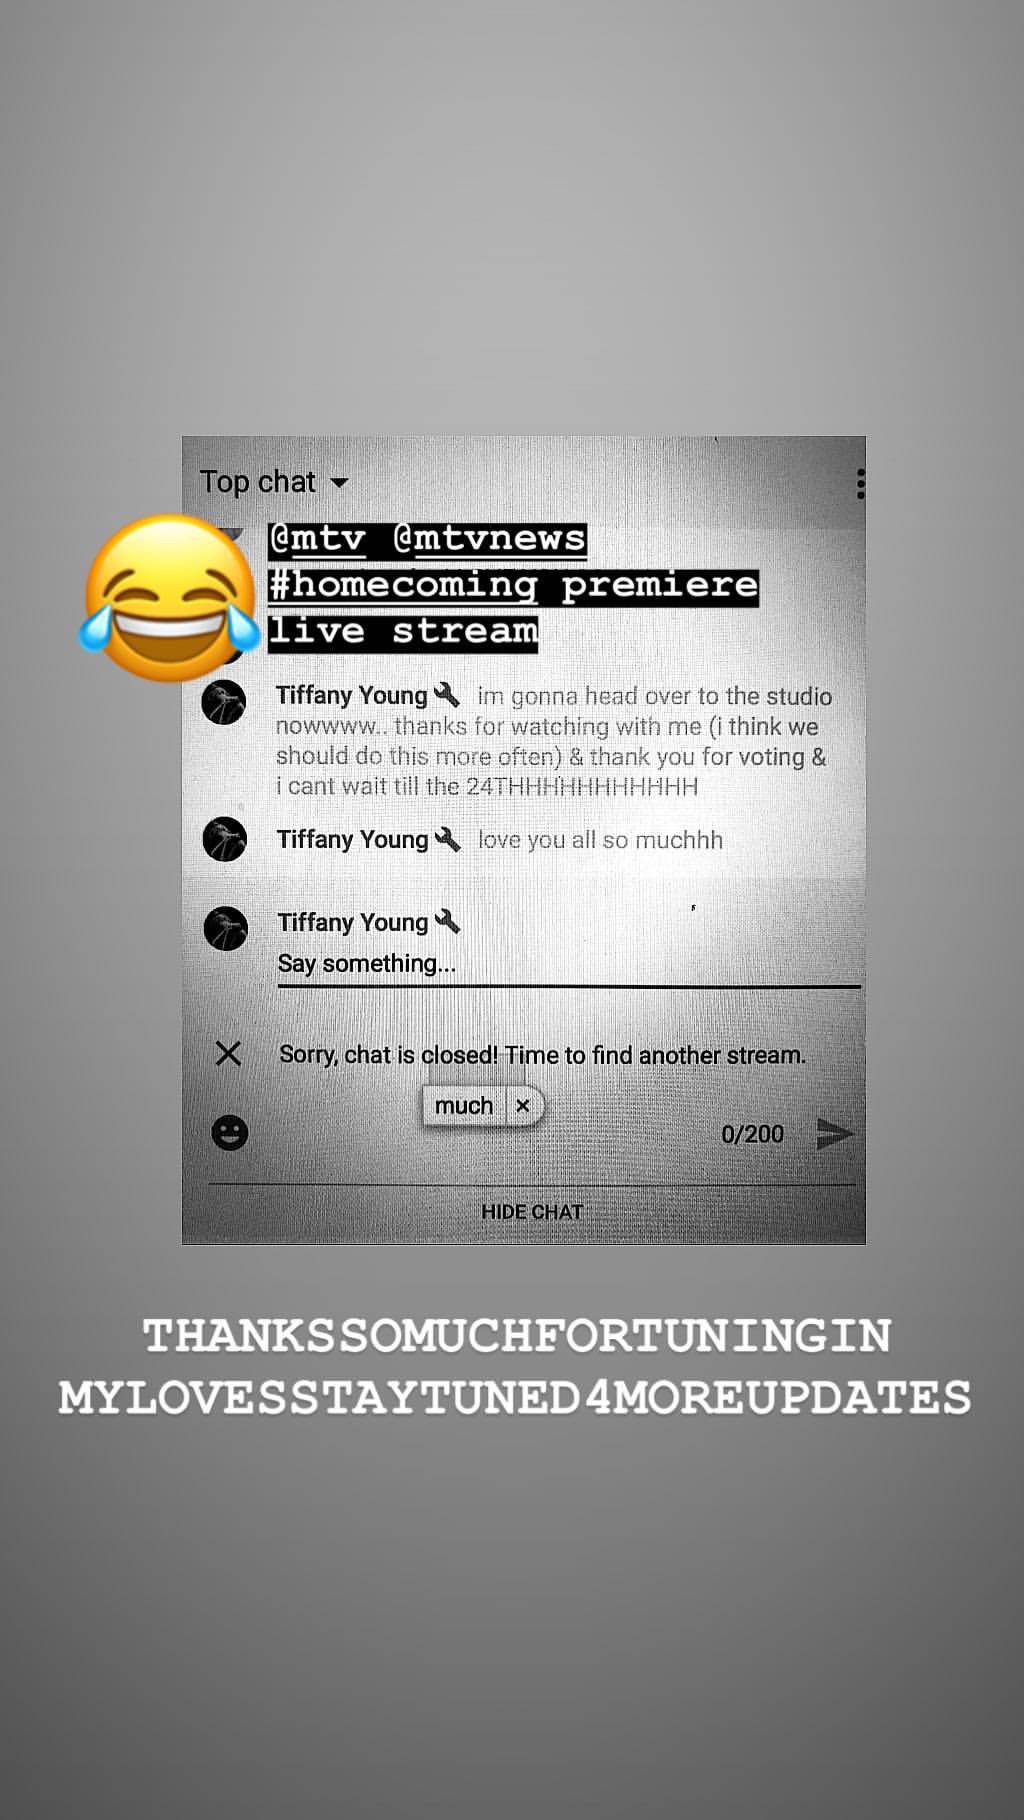 Top chat
@mtv @mtvnews
#homecoming premiere
live stream
Tiffany Young im gonna head over to the studio
nowwww.. thanks for watching with me (i think we
should do this more often) & thank you for voting &
i cant wait till the 24THHHHHHHHHHH
Tiffany Young love you all so muchhh
Tiffany Young
Say something...
Sorry, chat is closed! Time to find another stream.
much ×
0/200
HIDE CHAT
THANKSSOMUCHFORTUNINGIN
MYLOVESSTAYTUNED4MOREUPDATES